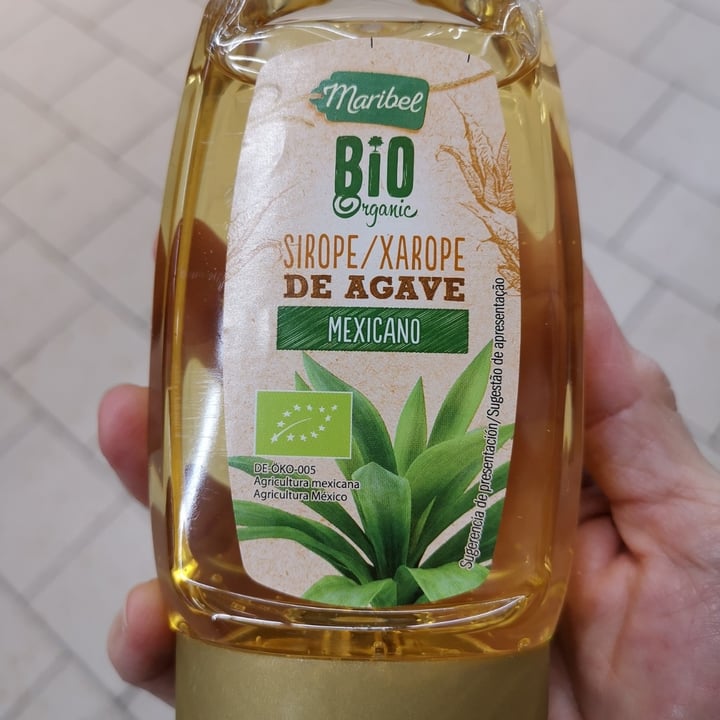 Maribel
BIO
Organic
SIROPE/XAROPE
DE AGAVE
MEXICANO
DE-ÖKO-005
Agricultura mexicana
Agricultura México
Sugerencia de presentación/Sugestão de apresentação